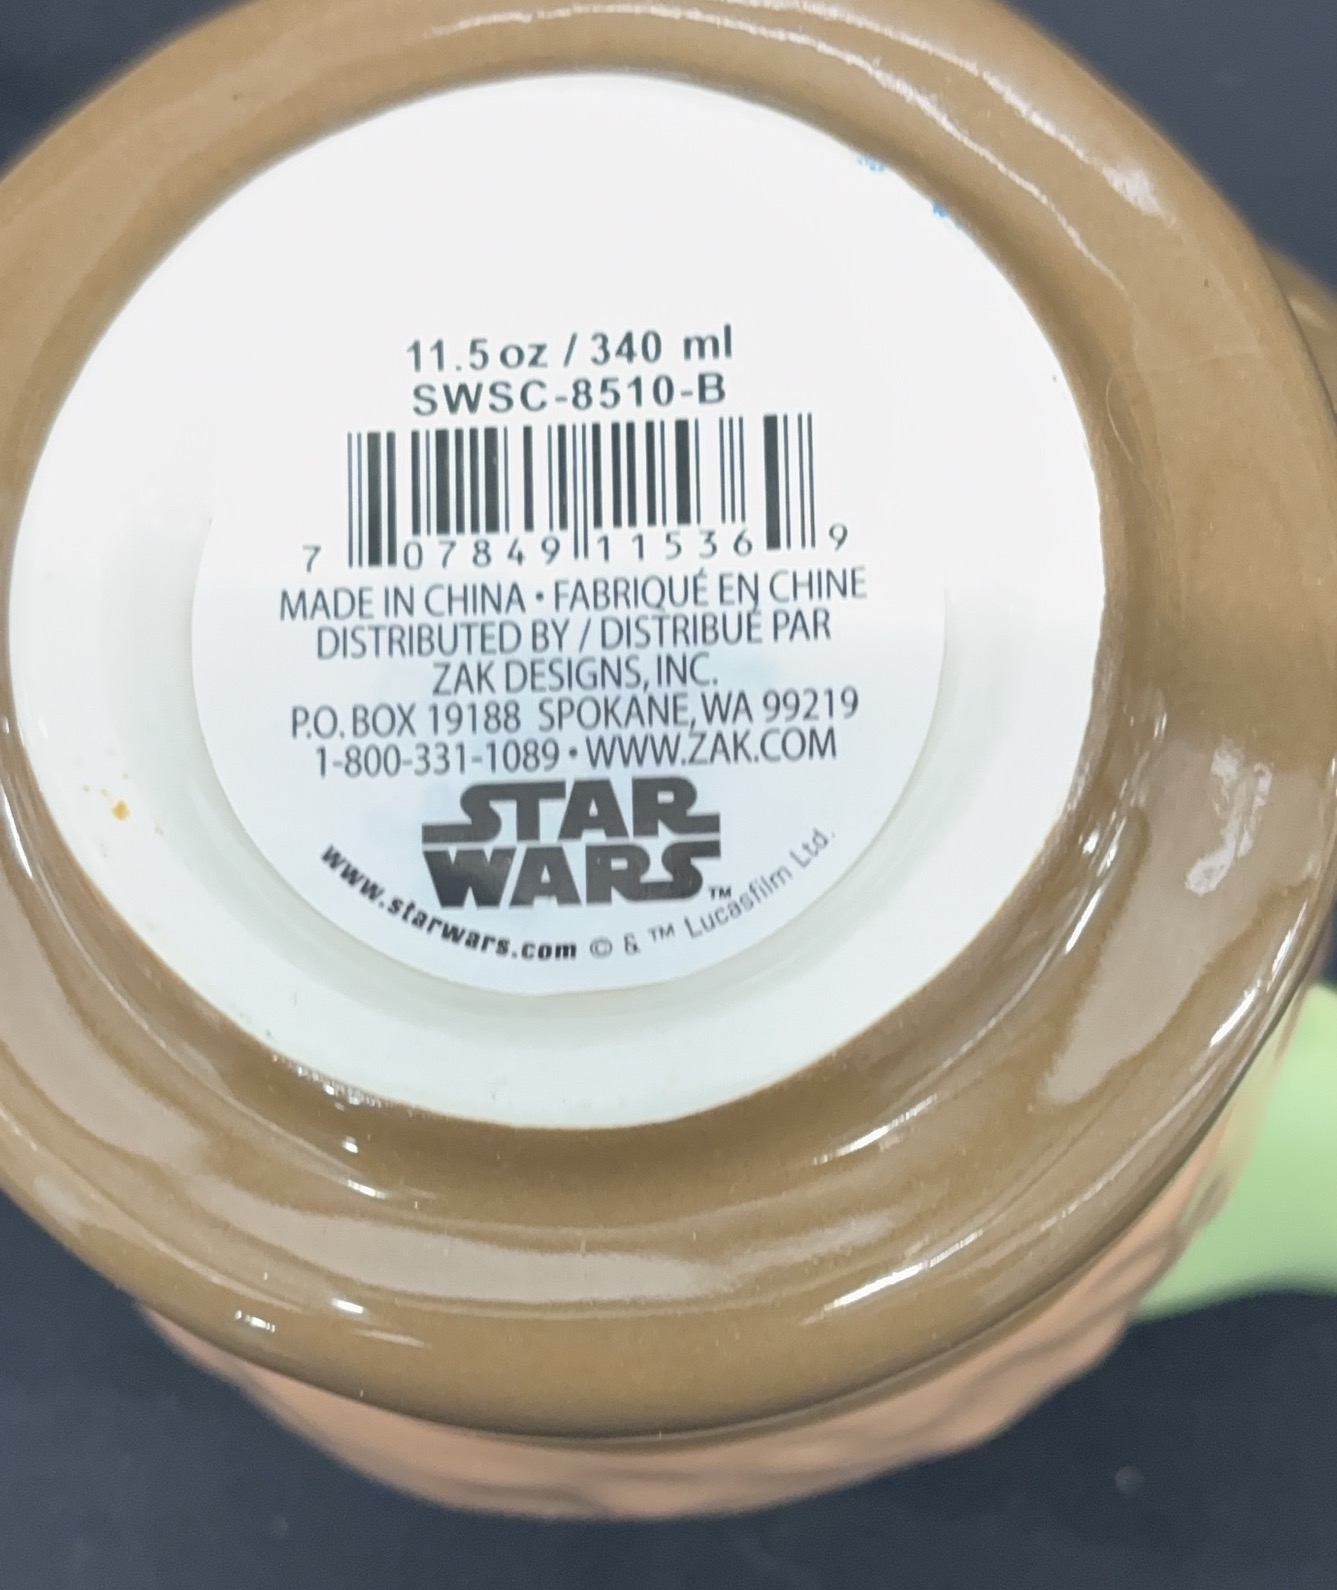 11.5 oz / 340 ml
SWSC-8510-B
7 07849 11536 9
MADE IN CHINA • FABRIQUÉ EN CHINE
DISTRIBUTED BY / DISTRIBUÉ PAR
ZAK DESIGNS, INC.
P.O. BOX 19188 SPOKANE, WA 99219
1-800-331-1089 • WWW.ZAK.COM
STAR
WARS™
www.starwars.com © & ™ Lucasfilm Ltd.